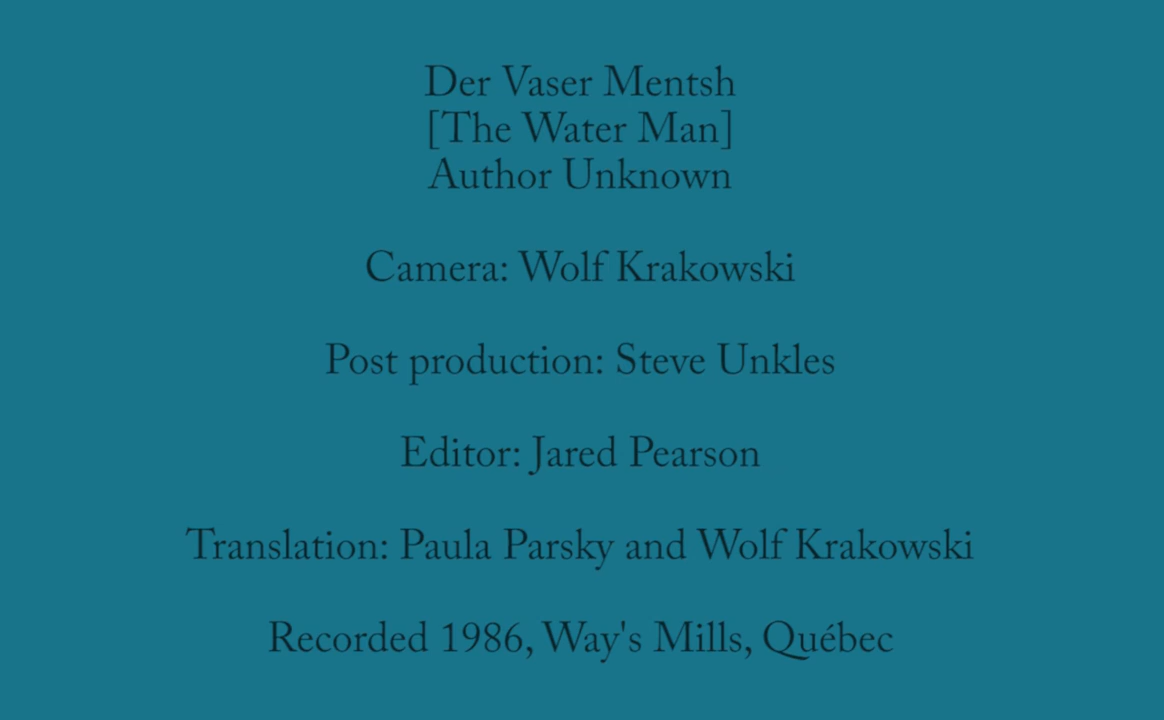 Der Vaser Mentsh
[The Water Man]
Author Unknown
Camera: Wolf Krakowski
Post production: Steve Unkles
Editor: Jared Pearson
Translation: Paula Parsky and Wolf Krakowski
Recorded 1986, Way's Mills, Québec